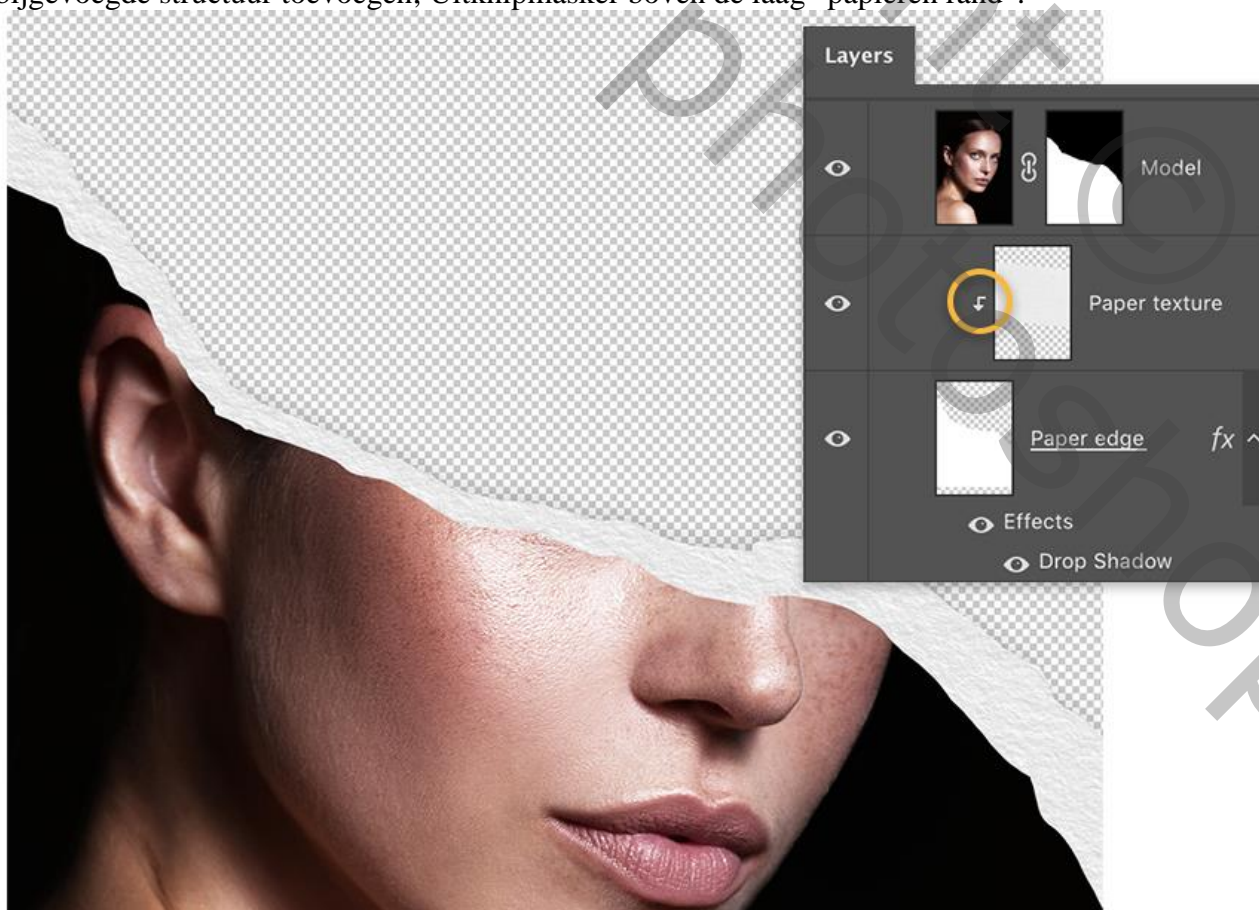 bijgevoegde structuur toevoegen; Uitknipmasker boven de laag "papieren rand".
Layers
Model
Paper texture
Paper edge fx
Effects
Drop Shadow
©
photoshop